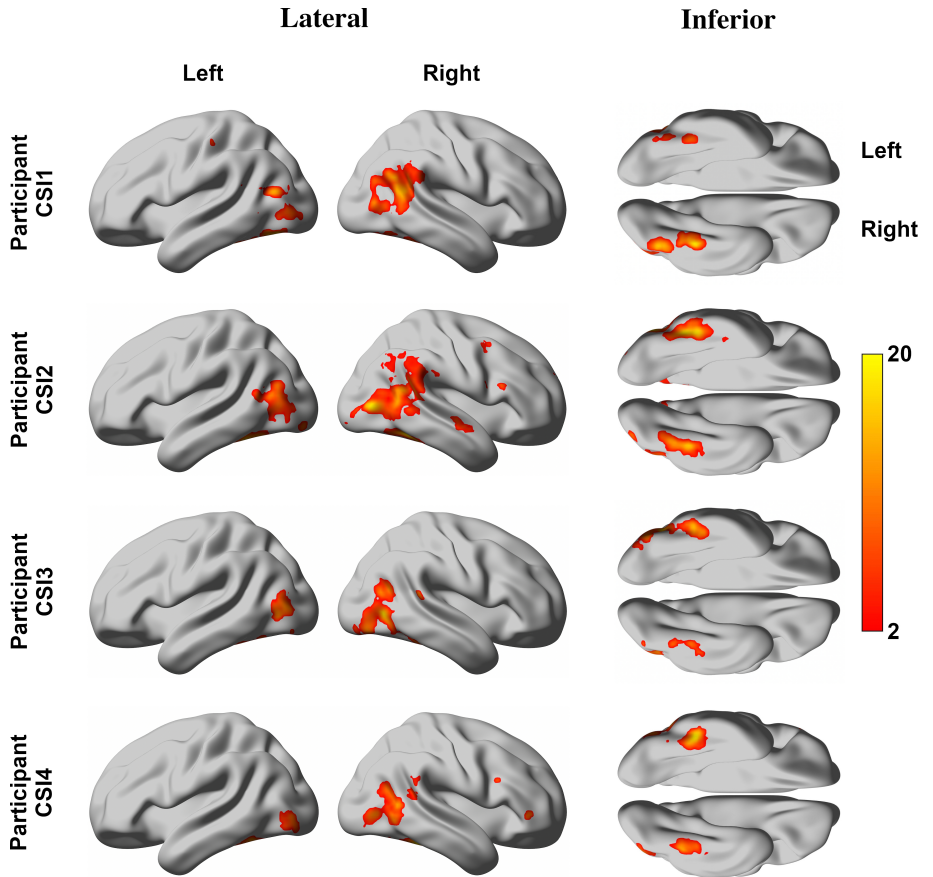 Lateral
Inferior
Left
Right
Participant
CSI1
Left
Right
Participant
CSI2
20
2
Participant
CSI3
Participant
CSI4